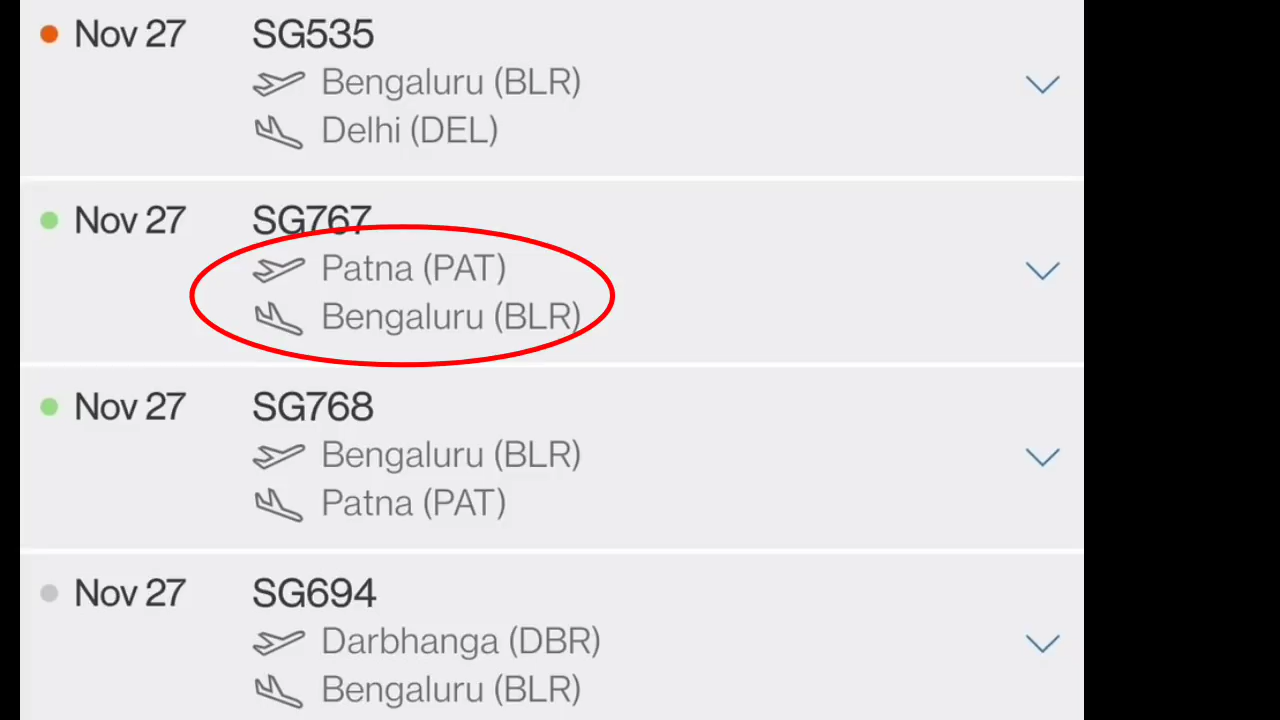 Nov 27 SG535
Bengaluru (BLR)
Delhi (DEL)
Nov 27 SG767
Patna (PAT)
Bengaluru (BLR)
Nov 27 SG768
Bengaluru (BLR)
Patna (PAT)
Nov 27 SG694
Darbhanga (DBR)
Bengaluru (BLR)